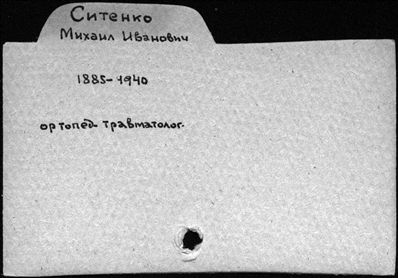 Ситенко
Михаил Иванович
1885-1940
ортопед-травматолог.